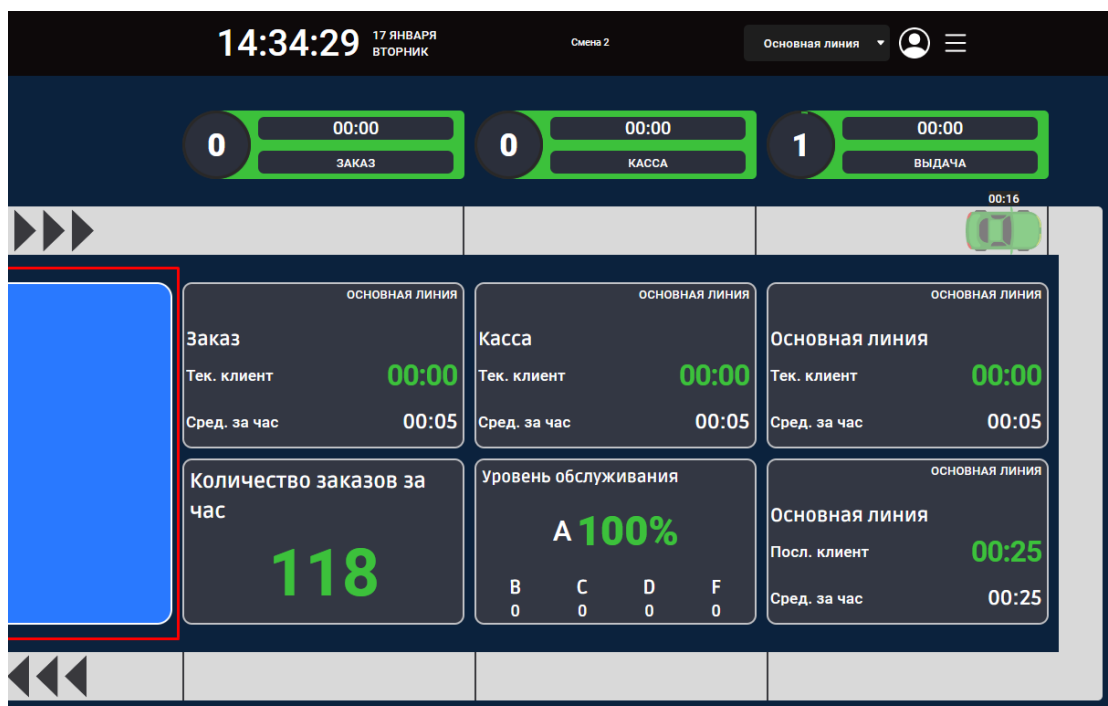 14:34:29
17 ЯНВАРЯ
ВТОРНИК
Смена 2
Основная линия
0
00:00
ЗАКАЗ
0
00:00
КАССА
1
00:00
ВЫДАЧА
00:16
ОСНОВНАЯ ЛИНИЯ
Заказ
Тек. клиент 00:00
Сред. за час 00:05
ОСНОВНАЯ ЛИНИЯ
Касса
Тек. клиент 00:00
Сред. за час 00:05
ОСНОВНАЯ ЛИНИЯ
Основная линия
Тек. клиент 00:00
Сред. за час 00:05
Количество заказов за
час
118
Уровень обслуживания
A 100%
B C D F
0 0 0 0
ОСНОВНАЯ ЛИНИЯ
Основная линия
Посл. клиент 00:25
Сред. за час 00:25